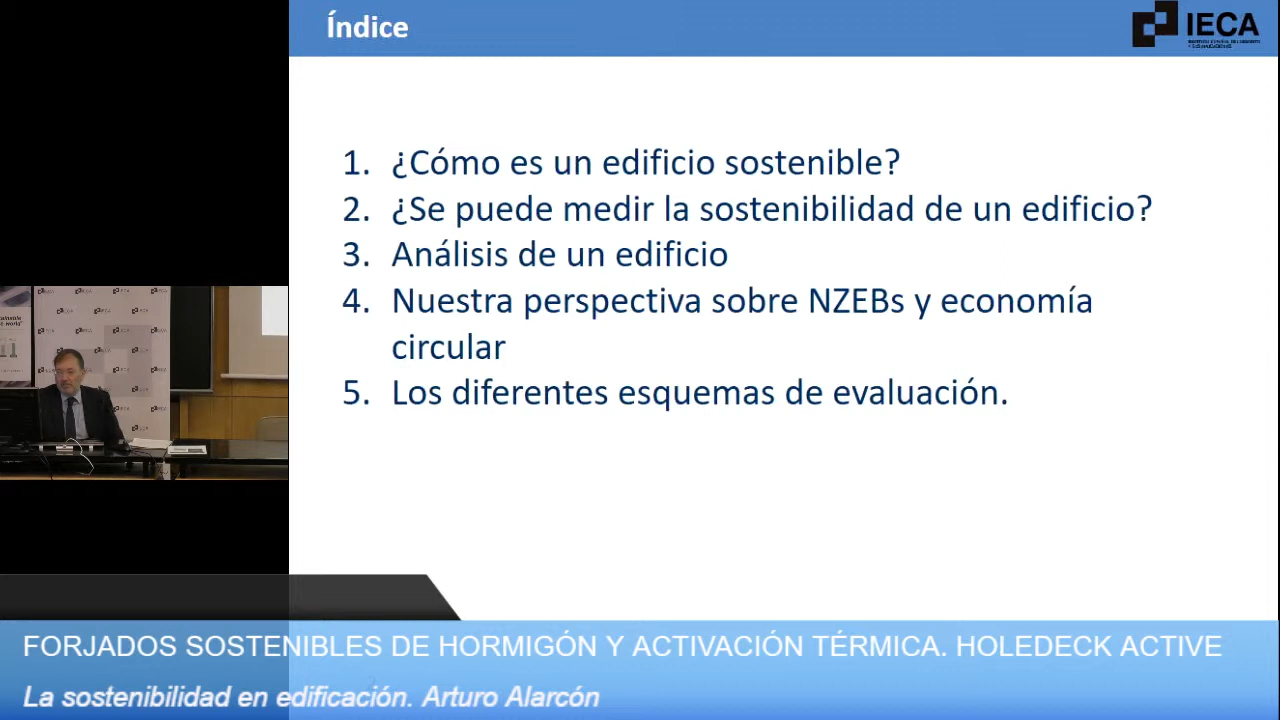 Índice
IECA
1. ¿Cómo es un edificio sostenible?
2. ¿Se puede medir la sostenibilidad de un edificio?
3. Análisis de un edificio
4. Nuestra perspectiva sobre NZEBs y economía
circular
5. Los diferentes esquemas de evaluación.
FORJADOS SOSTENIBLES DE HORMIGÓN Y ACTIVACIÓN TÉRMICA. HOLEDECK ACTIVE
2
La sostenibilidad en edificación. Arturo Alarcón